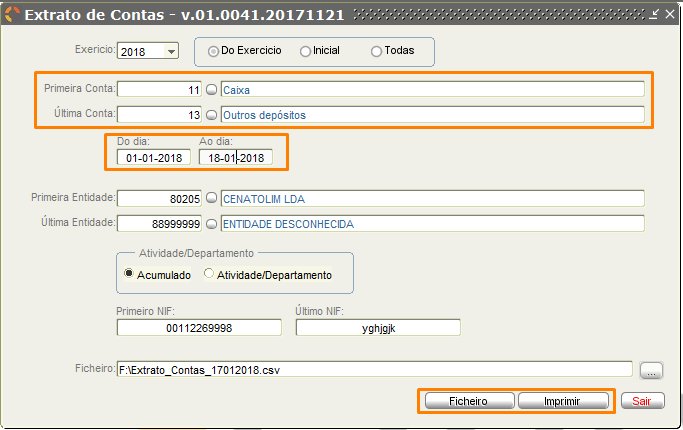 Extrato de Contas - v.01.0041.20171121
Exercicio: 2018 Do Exercicio Inicial Todas
Primeira Conta: 11 Caixa
Última Conta: 13 Outros depósitos
Do dia: Ao dia:
01-01-2018 18-01-2018
Primeira Entidade: 80205 CENATOLIM LDA
Última Entidade: 88999999 ENTIDADE DESCONHECIDA
Atividade/Departamento
Acumulado Atividade/Departamento
Primeiro NIF: Último NIF:
00112269998 yghjgjk
Ficheiro: F:\Extrato_Contas_17012018.csv ...
Ficheiro Imprimir Sair